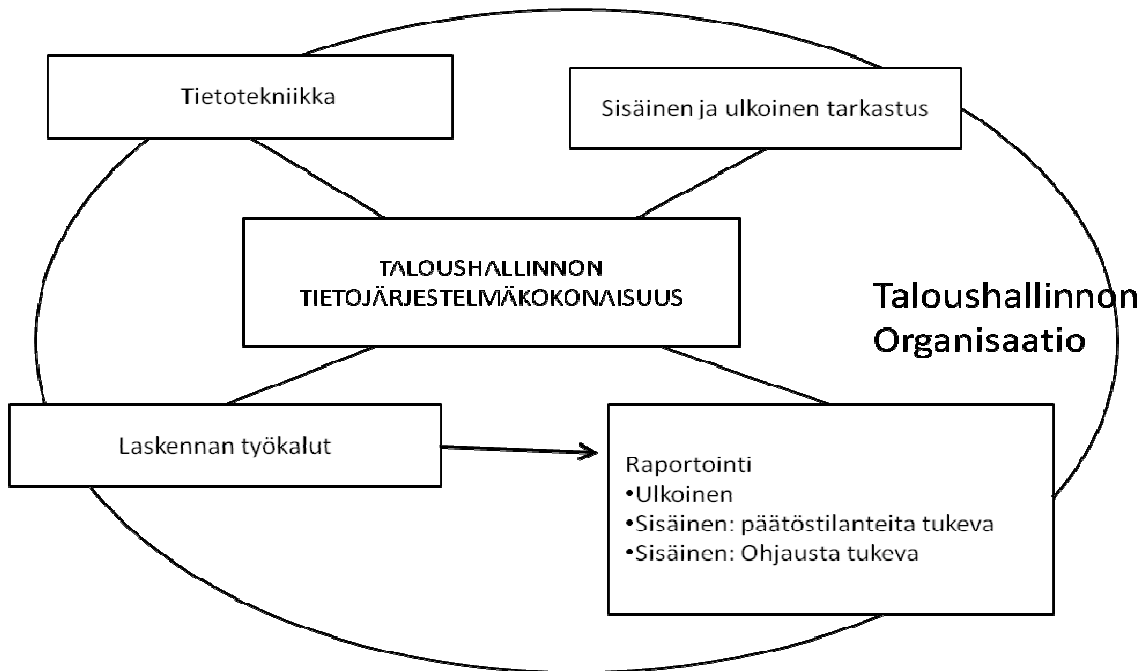 Tietotekniikka
Sisäinen ja ulkoinen tarkastus
TALOUSHALLINNON
TIETOJÄRJESTELMÄKOKONAISUUS
Taloushallinnon
Organisaatio
Laskennan työkalut
Raportointi
•Ulkoinen
•Sisäinen: päätöstilanteita tukeva
•Sisäinen: Ohjausta tukeva